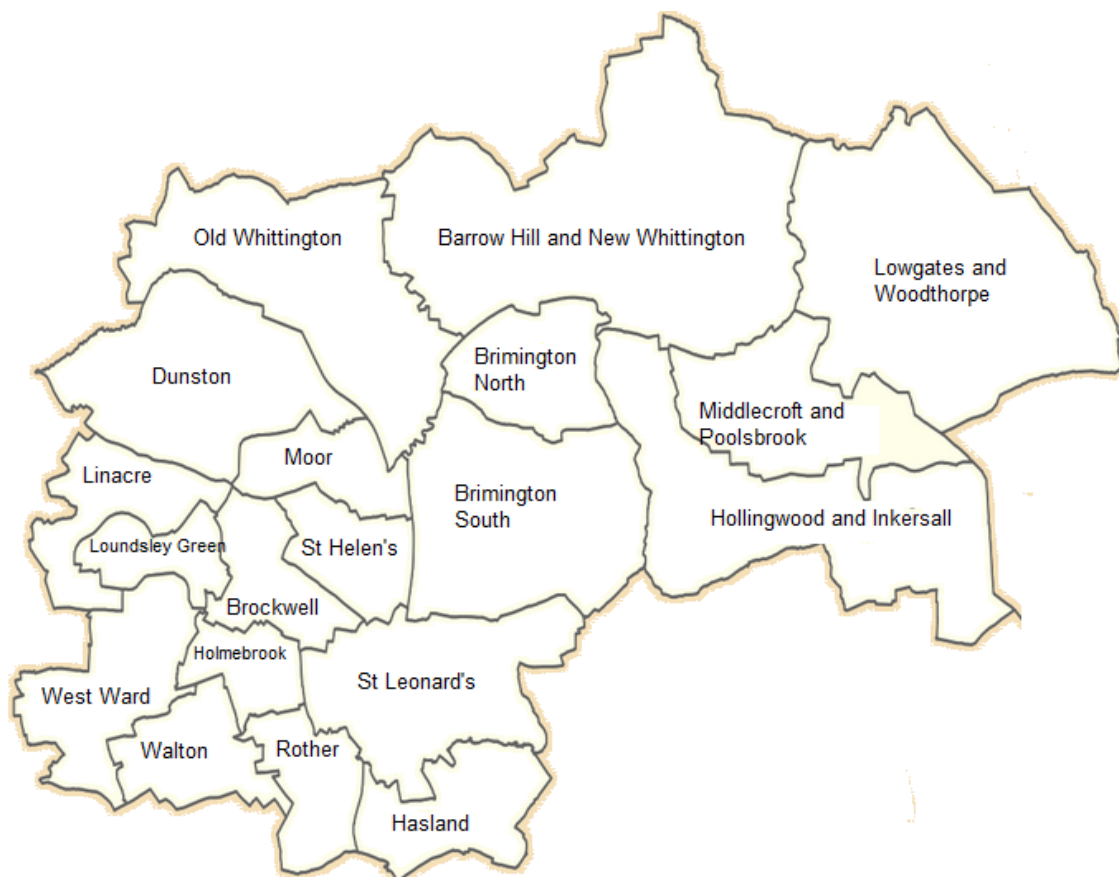 Old Whittington
Barrow Hill and New Whittington
Lowgates and
Woodthorpe
Dunston
Brimington
North
Middlecroft and
Poolsbrook
Moor
Linacre
Brimington
South
Hollingwood and Inkersall
Loundsley Green
St Helen's
Brockwell
Holmebrook
St Leonard's
West Ward
Walton
Rother
Hasland